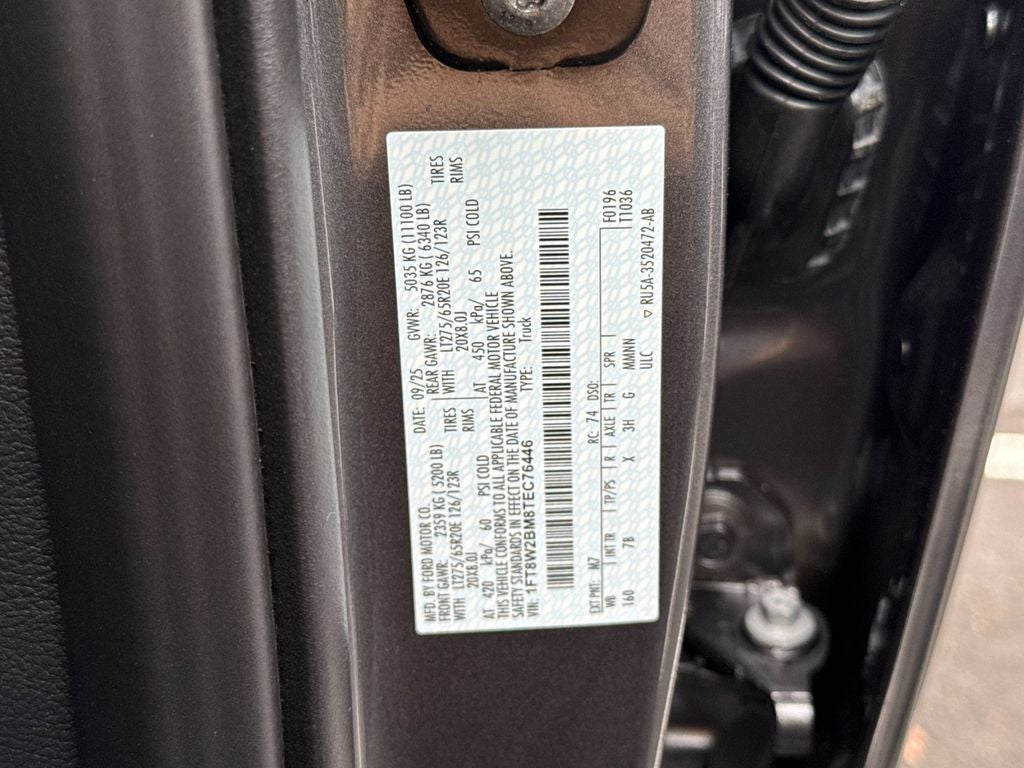 MFD. BY FORD MOTOR CO. DATE: 09/25 GVWR: 5035 KG (11100 LB)
FRONT GAWR: 2359 KG (5200 LB) REAR GAWR: 2876 KG (6340 LB)
WITH LT275/65R20E 126/123R TIRES WITH LT275/65R20E 126/123R TIRES
20X8.0J RIMS 20X8.0J RIMS
AT 420 kPa/ 60 PSI COLD AT 450 kPa/ 65 PSI COLD
THIS VEHICLE CONFORMS TO ALL APPLICABLE FEDERAL MOTOR VEHICLE
SAFETY STANDARDS IN EFFECT ON THE DATE OF MANUFACTURE SHOWN ABOVE.
VIN: 1FT8W2BM8TEC76446 TYPE: Truck
EXT PNT: MZ RC: 74 DSO: F0196
INT TR TP/PS R AXLE TR SPR T1036
160 7B X 3H G MMNN
ULC ▽ RU5A-3520472-AB